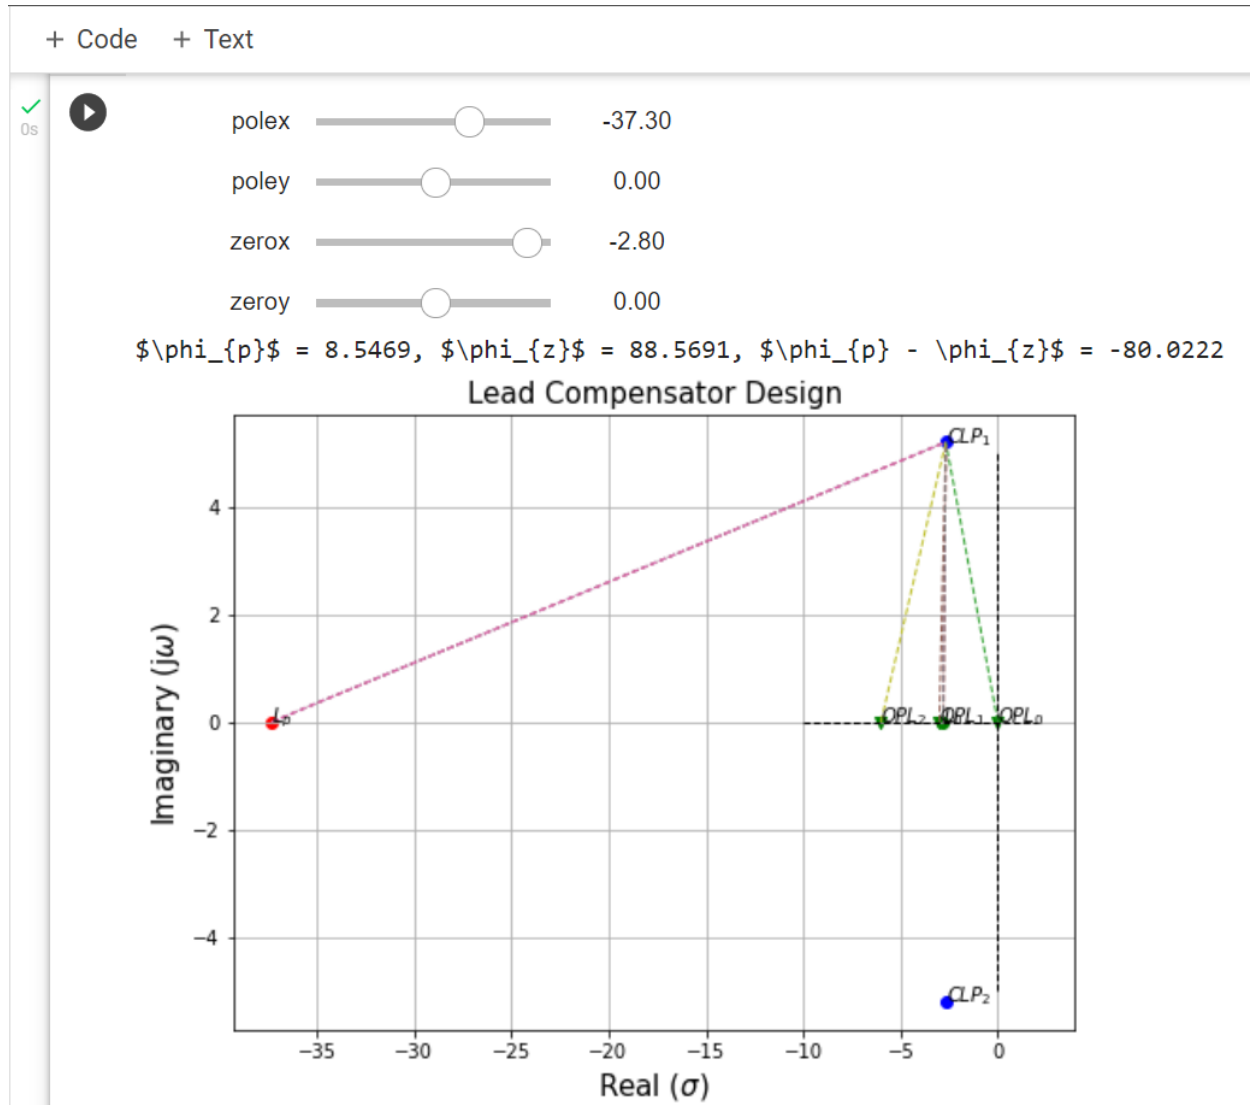 + Code + Text
0s
polex -37.30
poley 0.00
zerox -2.80
zeroy 0.00
$\phi_{p}$ = 8.5469, $\phi_{z}$ = 88.5691, $\phi_{p} - \phi_{z}$ = -80.0222
Lead Compensator Design
CLP₁
4
2
Imaginary (jω)
0
Lₚ
OPL₂
OPL₁
OPL₀
−2
−4
CLP₂
−35 −30 −25 −20 −15 −10 −5 0
Real (σ)